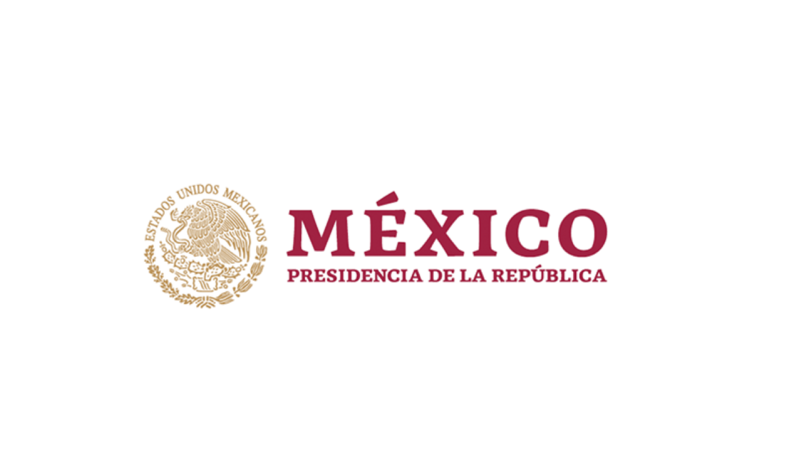 ESTADOS UNIDOS MEXICANOS
MÉXICO
PRESIDENCIA DE LA REPÚBLICA